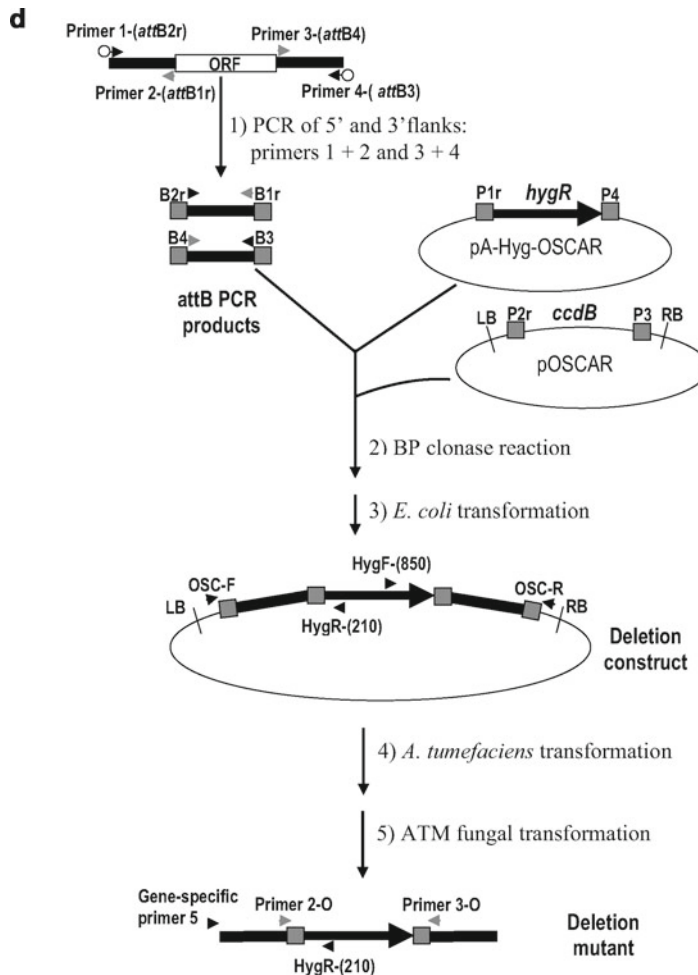 d
Primer 1-(attB2r)
Primer 3-(attB4)
ORF
Primer 2-(attB1r)
Primer 4-( attB3)
1) PCR of 5' and 3'flanks:
primers 1 + 2 and 3 + 4
B2r
B1r
B4
B3
attB PCR
products
P1r
hygR
P4
pA-Hyg-OSCAR
LB
P2r
ccdB
P3
RB
pOSCAR
2) BP clonase reaction
3) E. coli transformation
HygF-(850)
OSC-F
OSC-R
LB
HygR-(210)
RB
Deletion
construct
4) A. tumefaciens transformation
5) ATM fungal transformation
Gene-specific
primer 5
Primer 2-O
Primer 3-O
HygR-(210)
Deletion
mutant